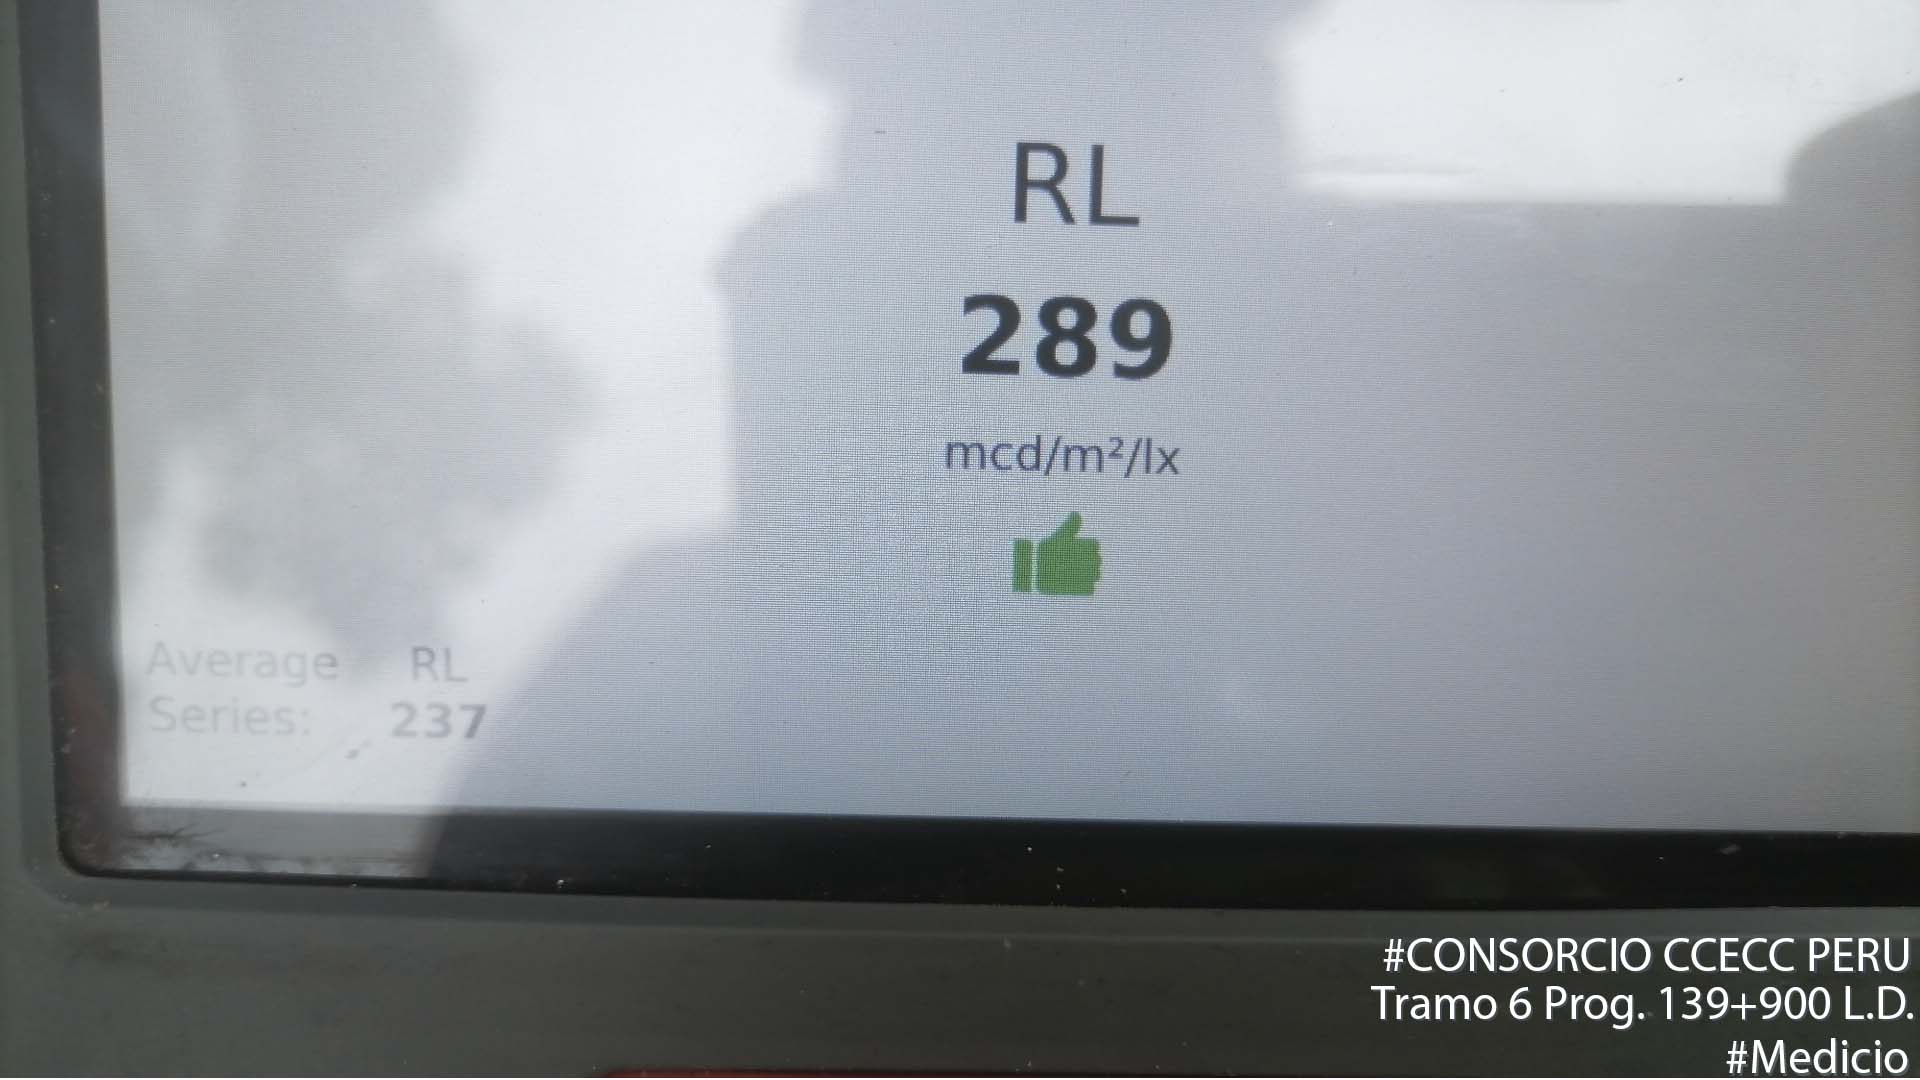 RL
289
mcd/m²/lx
Average RL
Series: 237
#CONSORCIO CCECC PERU
Tramo 6 Prog. 139+900 L.D.
#Medicio